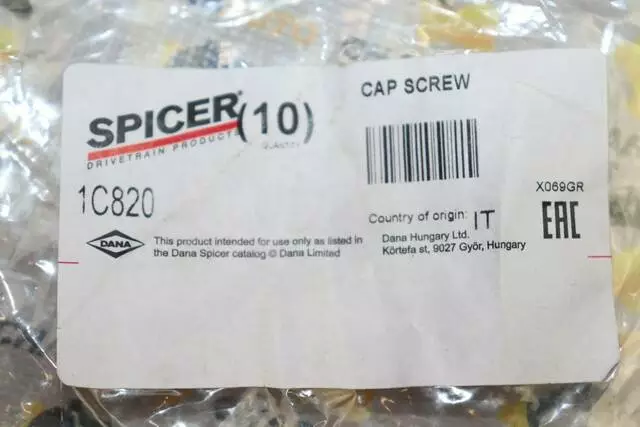 SPICER®
DRIVETRAIN PRODUCTS
(10)
QUANTITY
CAP SCREW
1C820
X069GR
Country of origin: IT
EAC
DANA
This product intended for use only as listed in
the Dana Spicer catalog © Dana Limited
Dana Hungary Ltd.
Körtefa st, 9027 Győr, Hungary